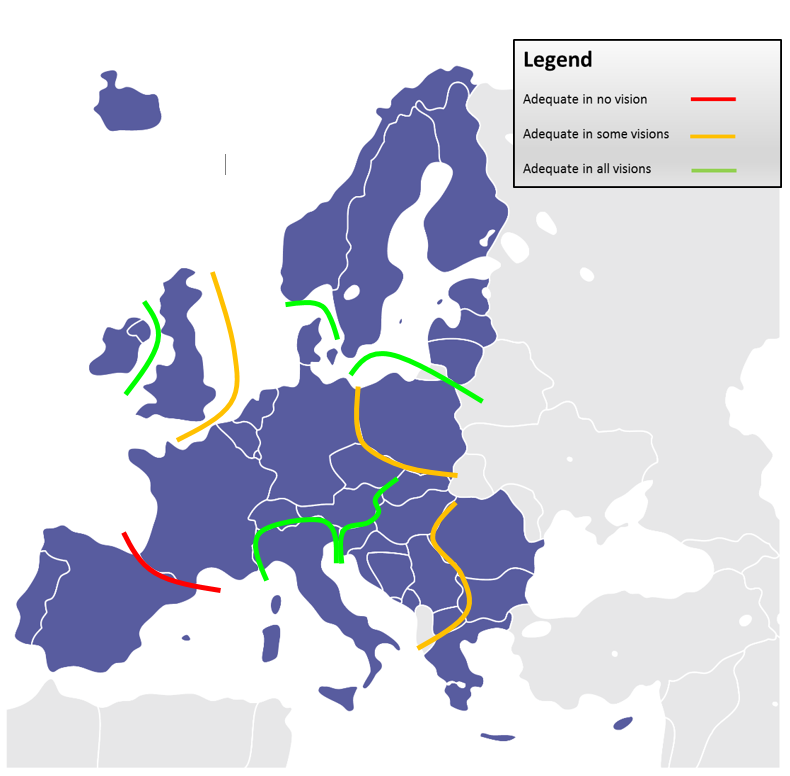 Legend
Adequate in no vision
Adequate in some visions
Adequate in all visions